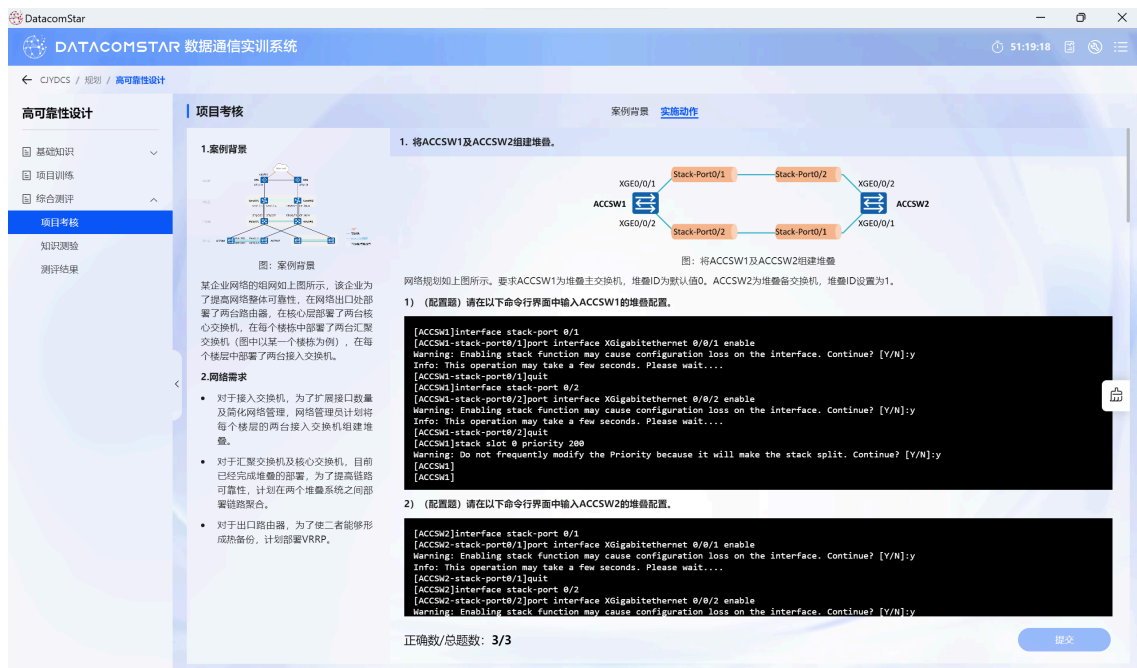 DatacomStar
DATACOMSTAR 数据通信实训系统
51:19:18
CJYDCS / 规划 / 高可靠性设计
高可靠性设计
基础知识
项目训练
综合测评
项目考核
知识测验
测评结果
项目考核
案例背景 实施动作
1.案例背景
图：案例背景
某企业网络的组网如上图所示，该企业为
了提高网络整体可靠性，在网络出口处部
署了两台路由器，在核心层部署了两台核
心交换机，在每个楼栋中部署了两台汇聚
交换机（图中以某一个楼栋为例），在每
个楼层中部署了两台接入交换机。
2.网络需求
• 对于接入交换机，为了扩展接口数量
及简化网络管理，网络管理员计划将
每个楼层的两台接入交换机组建堆
叠。
• 对于汇聚交换机及核心交换机，目前
已经完成堆叠的部署，为了提高链路
可靠性，计划在两个堆叠系统之间部
署链路聚合。
• 对于出口路由器，为了使二者能够形
成热备份，计划部署VRRP。
1. 将ACCSW1及ACCSW2组建堆叠。
Stack-Port0/1 Stack-Port0/2
XGE0/0/1 XGE0/0/2
ACCSW1 ACCSW2
XGE0/0/2 XGE0/0/1
Stack-Port0/2 Stack-Port0/1
图：将ACCSW1及ACCSW2组建堆叠
网络规划如上图所示。要求ACCSW1为堆叠主交换机，堆叠ID为默认值0。ACCSW2为堆叠备交换机，堆叠ID设置为1。
1）（配置题）请在以下命令行界面中输入ACCSW1的堆叠配置。
[ACCSW1]interface stack-port 0/1
[ACCSW1-stack-port0/1]port interface XGigabitethernet 0/0/1 enable
Warning: Enabling stack function may cause configuration loss on the interface. Continue? [Y/N]:y
Info: This operation may take a few seconds. Please wait....
[ACCSW1-stack-port0/1]quit
[ACCSW1]interface stack-port 0/2
[ACCSW1-stack-port0/2]port interface XGigabitethernet 0/0/2 enable
Warning: Enabling stack function may cause configuration loss on the interface. Continue? [Y/N]:y
Info: This operation may take a few seconds. Please wait....
[ACCSW1-stack-port0/2]quit
[ACCSW1]stack slot 0 priority 200
Warning: Do not frequently modify the Priority because it will make the stack split. Continue? [Y/N]:y
[ACCSW1]
[ACCSW1]
2）（配置题）请在以下命令行界面中输入ACCSW2的堆叠配置。
[ACCSW2]interface stack-port 0/1
[ACCSW2-stack-port0/1]port interface XGigabitethernet 0/0/1 enable
Warning: Enabling stack function may cause configuration loss on the interface. Continue? [Y/N]:y
Info: This operation may take a few seconds. Please wait....
[ACCSW2-stack-port0/1]quit
[ACCSW2]interface stack-port 0/2
[ACCSW2-stack-port0/2]port interface XGigabitethernet 0/0/2 enable
Warning: Enabling stack function may cause configuration loss on the interface. Continue? [Y/N]:y
正确数/总题数：3/3
提交